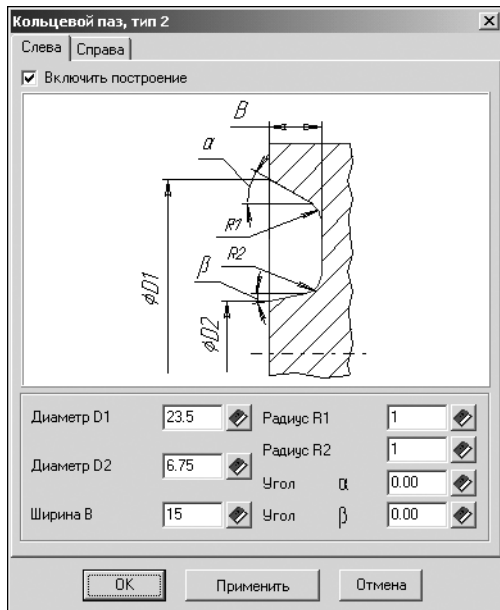 Кольцевой паз, тип 2
Слева Справа
Включить построение
B
α
R1
R2
β
ϕD1
ϕD2
Диаметр D1 23.5 Радиус R1 1
Радиус R2 1
Диаметр D2 6.75
Угол α 0.00
Ширина B 15 Угол β 0.00
OK Применить Отмена